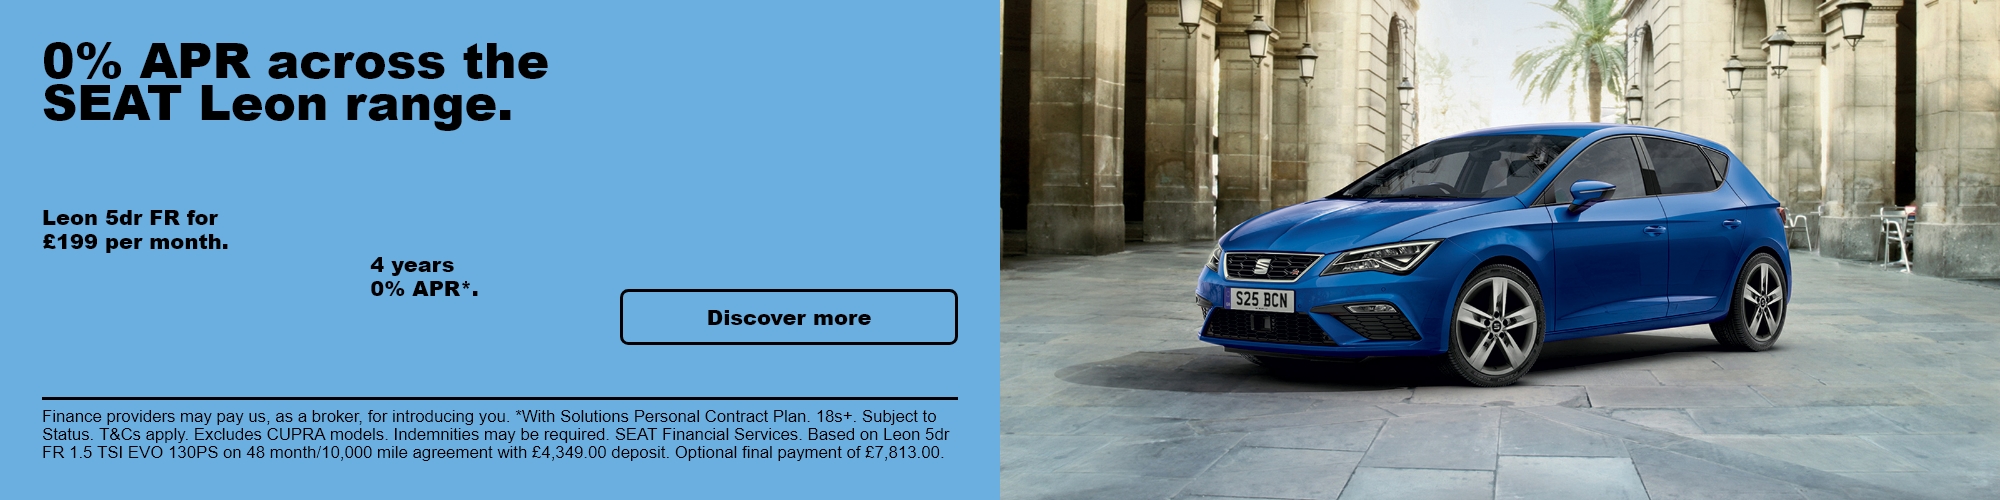 0% APR across the
SEAT Leon range.
Leon 5dr FR for
£199 per month.
4 years
0% APR*.
Discover more
Finance providers may pay us, as a broker, for introducing you. *With Solutions Personal Contract Plan. 18s+. Subject to
Status. T&Cs apply. Excludes CUPRA models. Indemnities may be required. SEAT Financial Services. Based on Leon 5dr
FR 1.5 TSI EVO 130PS on 48 month/10,000 mile agreement with £4,349.00 deposit. Optional final payment of £7,813.00.
S25 BCN